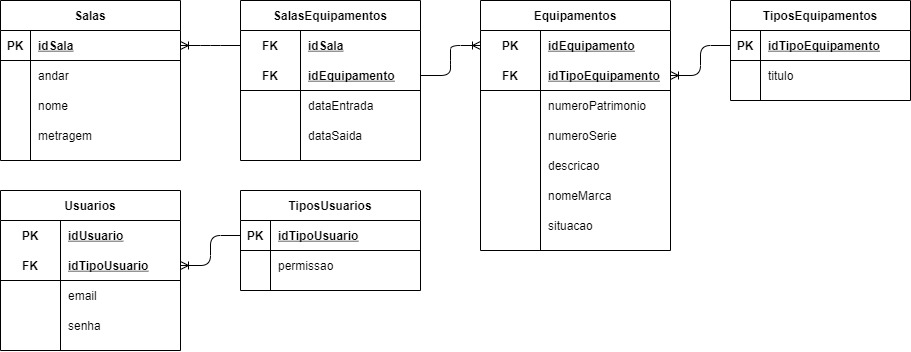 Salas
PK idSala
andar
nome
metragem
SalasEquipamentos
FK idSala
FK idEquipamento
dataEntrada
dataSaida
Equipamentos
PK idEquipamento
FK idTipoEquipamento
numeroPatrimonio
numeroSerie
descricao
nomeMarca
situacao
TiposEquipamentos
PK idTipoEquipamento
titulo
Usuarios
PK idUsuario
FK idTipoUsuario
email
senha
TiposUsuarios
PK idTipoUsuario
permissao